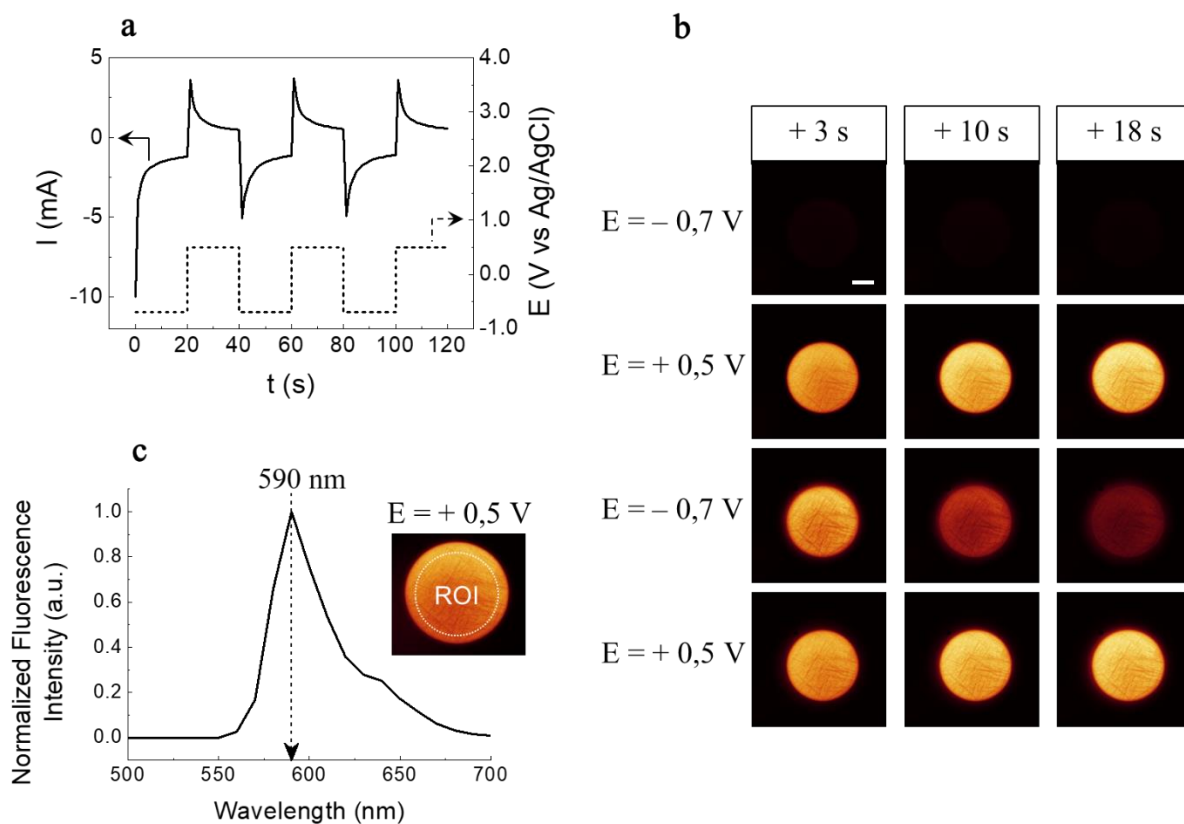 a
5
0
-5
-10
I (mA)
4.0
3.0
2.0
1.0
0.0
-1.0
E (V vs Ag/AgCl)
0 20 40 60 80 100 120
t (s)
b
+ 3 s + 10 s + 18 s
E = – 0,7 V
E = + 0,5 V
E = – 0,7 V
E = + 0,5 V
c
590 nm
E = + 0,5 V
ROI
1.0
0.8
0.6
0.4
0.2
0.0
Normalized Fluorescence
Intensity (a.u.)
500 550 600 650 700
Wavelength (nm)